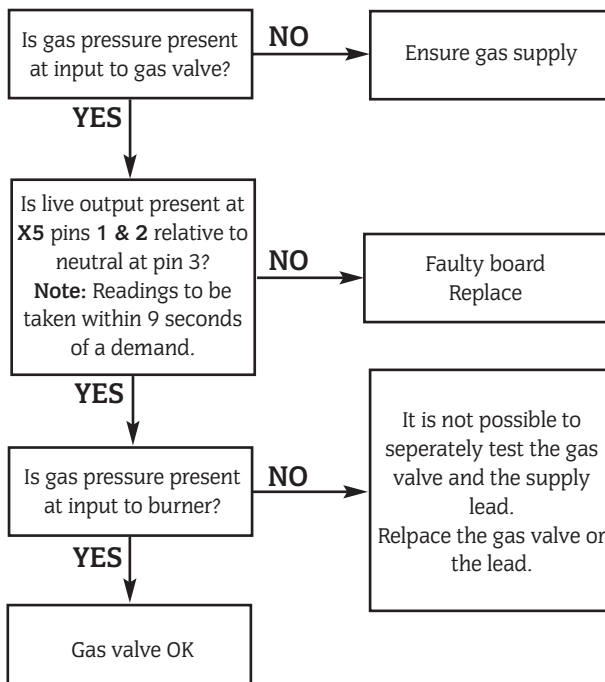 Is gas pressure present
at input to gas valve?
NO
Ensure gas supply
YES
Is live output present at
X5 pins 1 & 2 relative to
neutral at pin 3?
Note: Readings to be
taken within 9 seconds
of a demand.
NO
Faulty board
Replace
YES
Is gas pressure present
at input to burner?
NO
It is not possible to
seperately test the gas
valve and the supply
lead.
Relpace the gas valve or
the lead.
YES
Gas valve OK